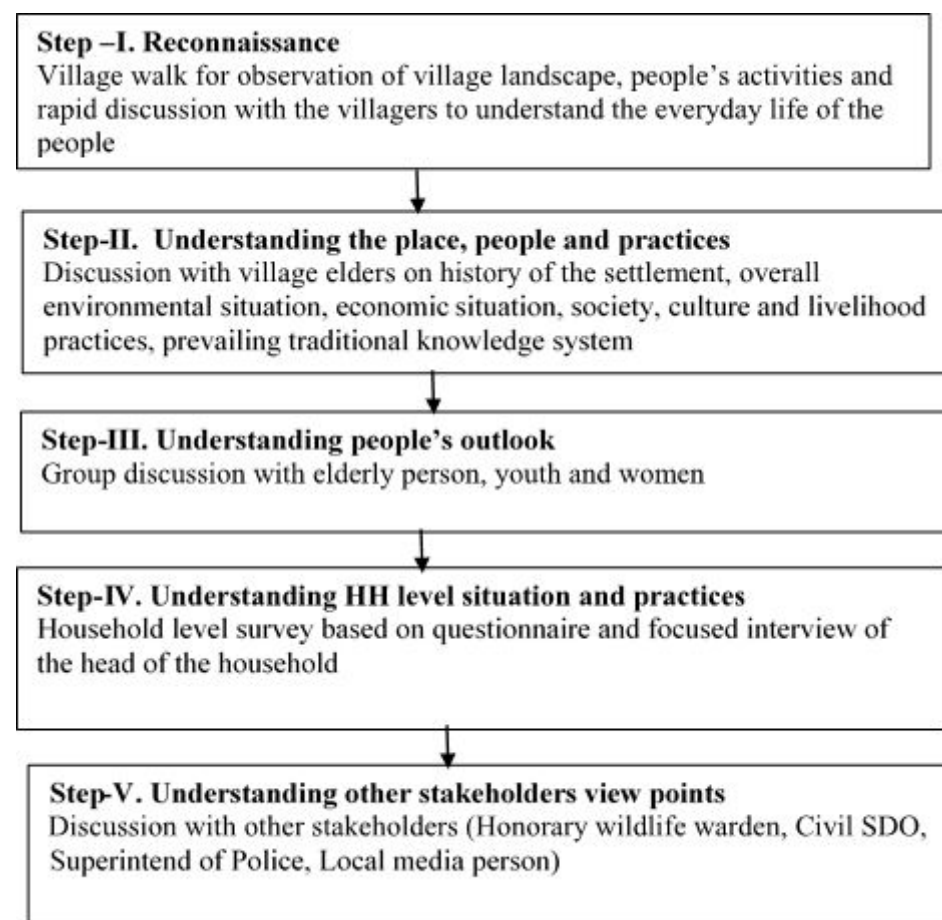 Step –I. Reconnaissance
Village walk for observation of village landscape, people's activities and
rapid discussion with the villagers to understand the everyday life of the
people
Step-II.  Understanding the place, people and practices
Discussion with village elders on history of the settlement, overall
environmental situation, economic situation, society, culture and livelihood
practices, prevailing traditional knowledge system
Step-III. Understanding people's outlook
Group discussion with elderly person, youth and women
Step-IV. Understanding HH level situation and practices
Household level survey based on questionnaire and focused interview of
the head of the household
Step-V. Understanding other stakeholders view points
Discussion with other stakeholders (Honorary wildlife warden, Civil SDO,
Superintend of Police, Local media person)